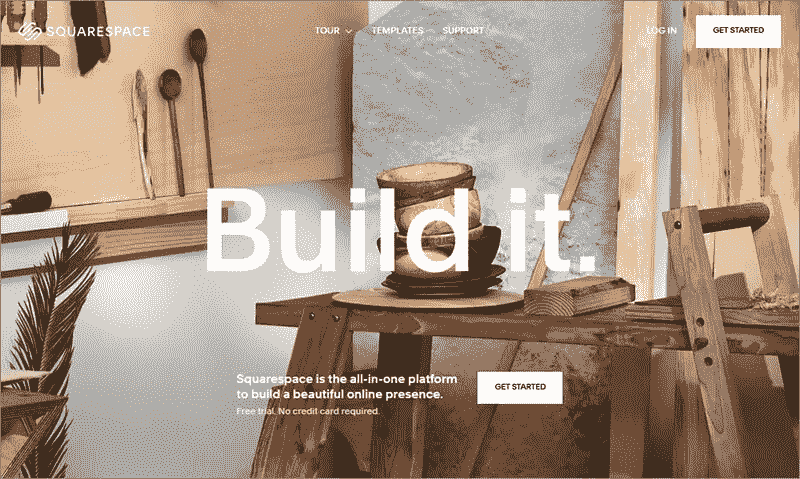 SQUARESPACE
TOUR TEMPLATES SUPPORT
LOG IN GET STARTED
Build it.
Squarespace is the all-in-one platform
to build a beautiful online presence.
Free trial. No credit card required.
GET STARTED